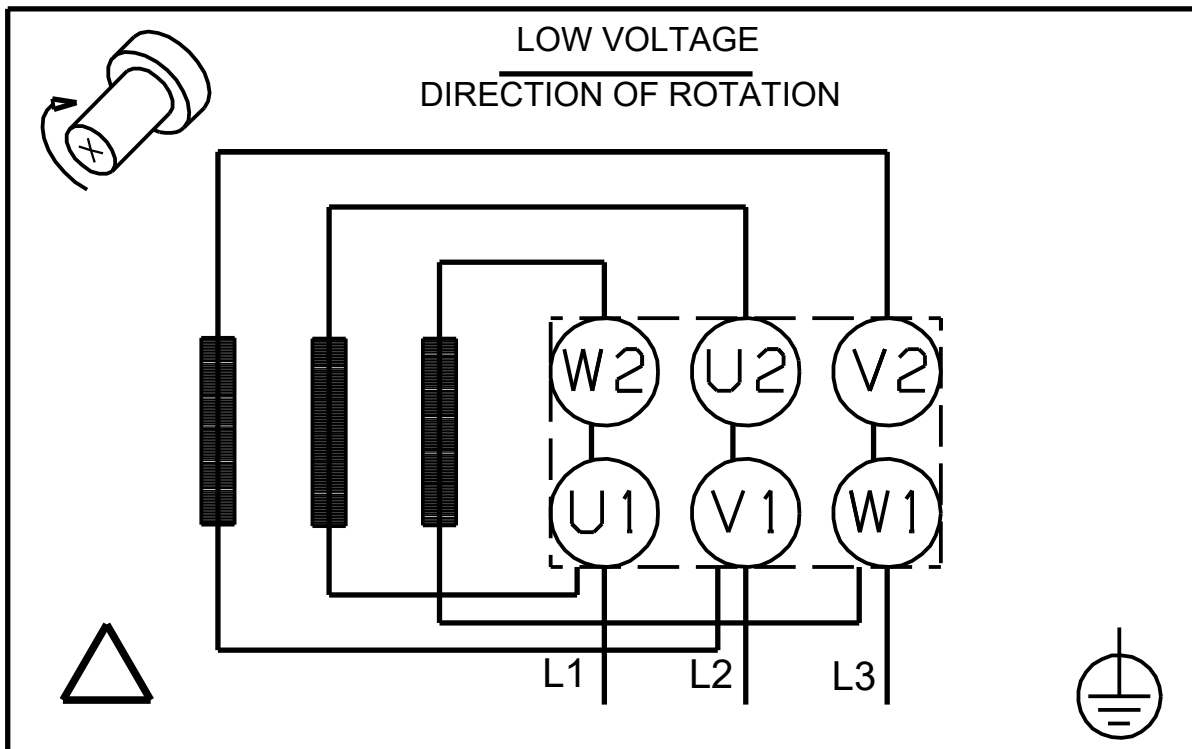 LOW VOLTAGE
DIRECTION OF ROTATION
W2 U2 V2
U1 V1 W1
L1 L2 L3